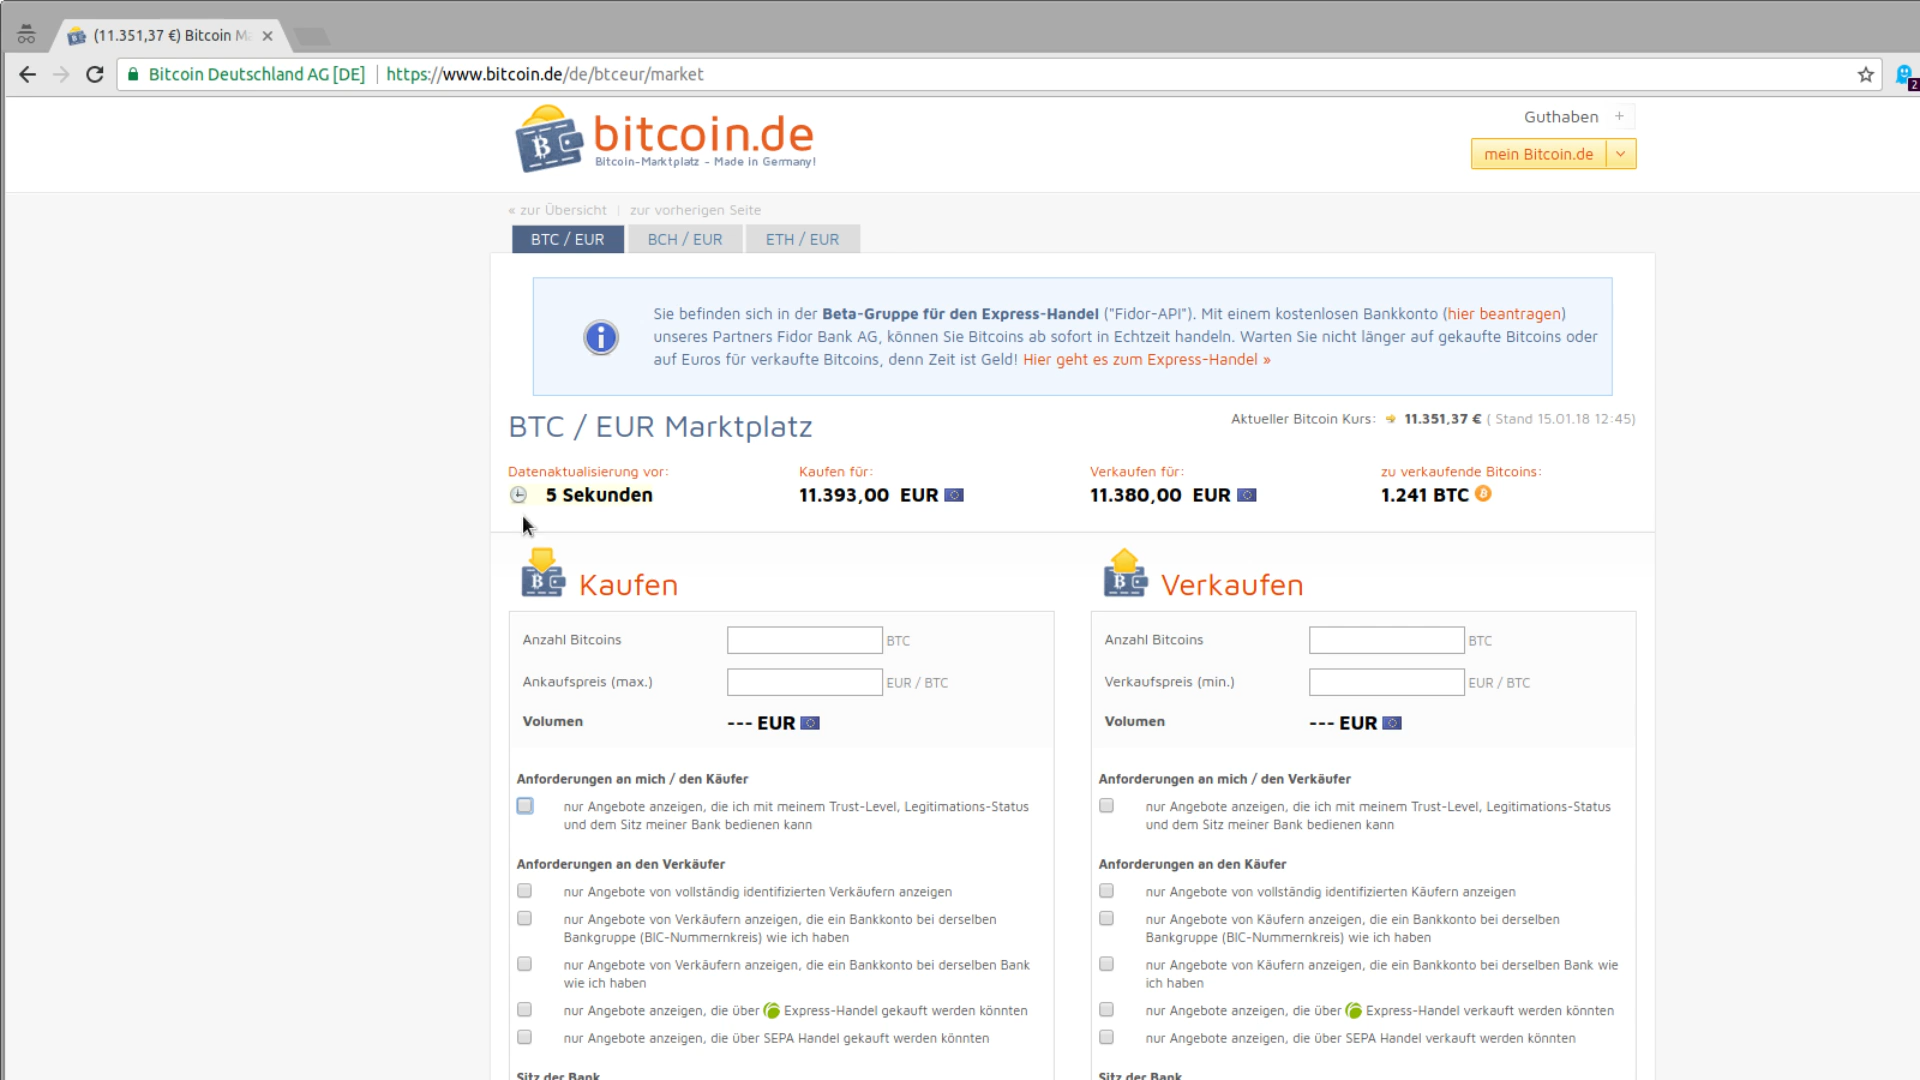 (11.351,37 €) Bitcoin Ma
Bitcoin Deutschland AG [DE] https://www.bitcoin.de/de/btceur/market
2
bitcoin.de
Bitcoin-Marktplatz - Made in Germany!
Guthaben +
mein Bitcoin.de
« zur Übersicht | zur vorherigen Seite
BTC / EUR BCH / EUR ETH / EUR
Sie befinden sich in der Beta-Gruppe für den Express-Handel ("Fidor-API"). Mit einem kostenlosen Bankkonto (hier beantragen)
unseres Partners Fidor Bank AG, können Sie Bitcoins ab sofort in Echtzeit handeln. Warten Sie nicht länger auf gekaufte Bitcoins oder
auf Euros für verkaufte Bitcoins, denn Zeit ist Geld! Hier geht es zum Express-Handel »
BTC / EUR Marktplatz
Aktueller Bitcoin Kurs: 11.351,37 € ( Stand 15.01.18 12:45)
Datenaktualisierung vor: Kaufen für: Verkaufen für: zu verkaufende Bitcoins:
5 Sekunden 11.393,00 EUR 11.380,00 EUR 1.241 BTC
Kaufen
Anzahl Bitcoins BTC
Ankaufspreis (max.) EUR / BTC
Volumen --- EUR
Anforderungen an mich / den Käufer
nur Angebote anzeigen, die ich mit meinem Trust-Level, Legitimations-Status
und dem Sitz meiner Bank bedienen kann
Anforderungen an den Verkäufer
nur Angebote von vollständig identifizierten Verkäufern anzeigen
nur Angebote von Verkäufern anzeigen, die ein Bankkonto bei derselben
Bankgruppe (BIC-Nummernkreis) wie ich haben
nur Angebote von Verkäufern anzeigen, die ein Bankkonto bei derselben Bank
wie ich haben
nur Angebote anzeigen, die über Express-Handel gekauft werden könnten
nur Angebote anzeigen, die über SEPA Handel gekauft werden könnten
Sitz der Bank
Verkaufen
Anzahl Bitcoins BTC
Verkaufspreis (min.) EUR / BTC
Volumen --- EUR
Anforderungen an mich / den Verkäufer
nur Angebote anzeigen, die ich mit meinem Trust-Level, Legitimations-Status
und dem Sitz meiner Bank bedienen kann
Anforderungen an den Käufer
nur Angebote von vollständig identifizierten Käufern anzeigen
nur Angebote von Käufern anzeigen, die ein Bankkonto bei derselben
Bankgruppe (BIC-Nummernkreis) wie ich haben
nur Angebote von Käufern anzeigen, die ein Bankkonto bei derselben Bank wie
ich haben
nur Angebote anzeigen, die über Express-Handel verkauft werden könnten
nur Angebote anzeigen, die über SEPA Handel verkauft werden könnten
Sitz der Bank